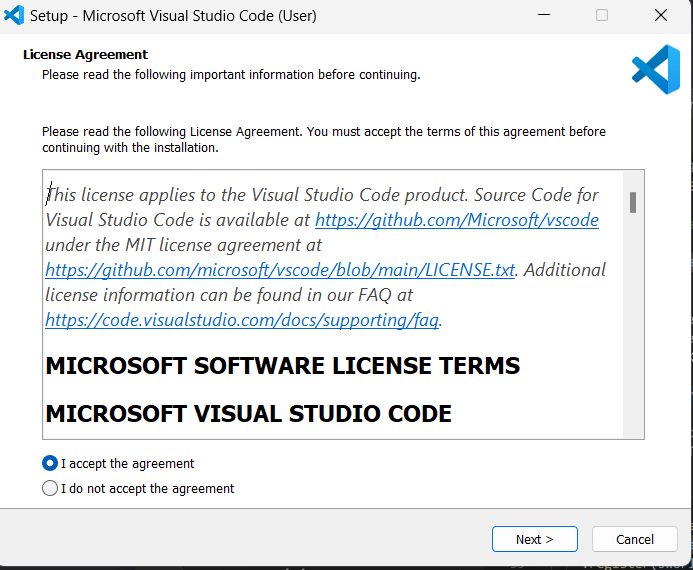 Setup - Microsoft Visual Studio Code (User)
License Agreement
Please read the following important information before continuing.
Please read the following License Agreement. You must accept the terms of this agreement before
continuing with the installation.
This license applies to the Visual Studio Code product. Source Code for
Visual Studio Code is available at https://github.com/Microsoft/vscode
under the MIT license agreement at
https://github.com/microsoft/vscode/blob/main/LICENSE.txt. Additional
license information can be found in our FAQ at
https://code.visualstudio.com/docs/supporting/faq.
MICROSOFT SOFTWARE LICENSE TERMS
MICROSOFT VISUAL STUDIO CODE
I accept the agreement
I do not accept the agreement
Next >
Cancel